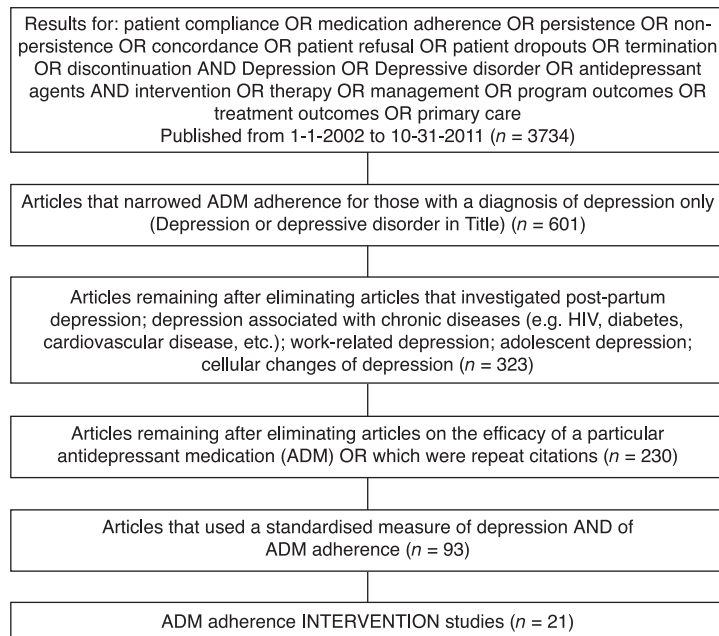 Results for: patient compliance OR medication adherence OR persistence OR non-
persistence OR concordance OR patient refusal OR patient dropouts OR termination
OR discontinuation AND Depression OR Depressive disorder OR antidepressant
agents AND intervention OR therapy OR management OR program outcomes OR
treatment outcomes OR primary care
Published from 1-1-2002 to 10-31-2011 (n = 3734)
Articles that narrowed ADM adherence for those with a diagnosis of depression only
(Depression or depressive disorder in Title) (n = 601)
Articles remaining after eliminating articles that investigated post-partum
depression; depression associated with chronic diseases (e.g. HIV, diabetes,
cardiovascular disease, etc.); work-related depression; adolescent depression;
cellular changes of depression (n = 323)
Articles remaining after eliminating articles on the efficacy of a particular
antidepressant medication (ADM) OR which were repeat citations (n = 230)
Articles that used a standardised measure of depression AND of
ADM adherence (n = 93)
ADM adherence INTERVENTION studies (n = 21)